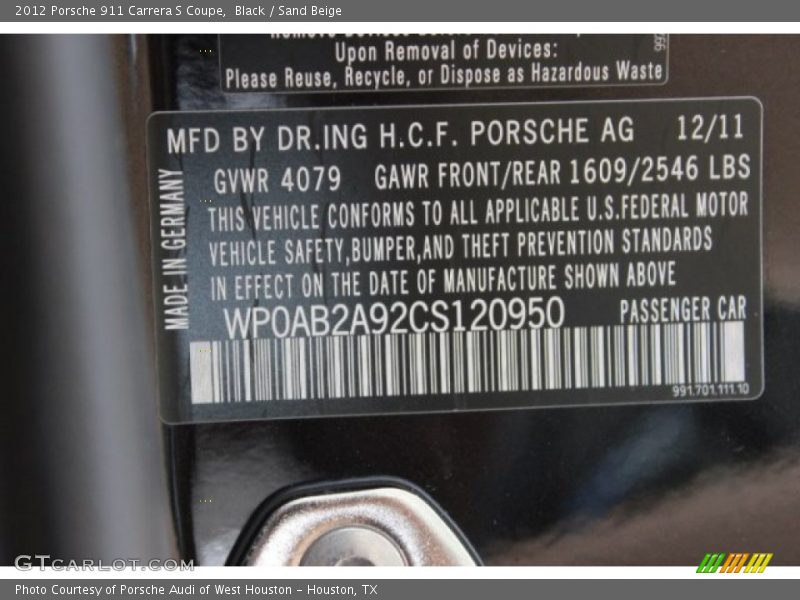 2012 Porsche 911 Carrera S Coupe, Black / Sand Beige
Upon Removal of Devices:
Please Reuse, Recycle, or Dispose as Hazardous Waste
MFD BY DR.ING H.C.F. PORSCHE AG 12/11
GVWR 4079 GAWR FRONT/REAR 1609/2546 LBS
THIS VEHICLE CONFORMS TO ALL APPLICABLE U.S.FEDERAL MOTOR
VEHICLE SAFETY,BUMPER,AND THEFT PREVENTION STANDARDS
IN EFFECT ON THE DATE OF MANUFACTURE SHOWN ABOVE
WP0AB2A92CS120950 PASSENGER CAR
991.701.111.10
MADE IN GERMANY
GTCARLOT.COM
Photo Courtesy of Porsche Audi of West Houston - Houston, TX